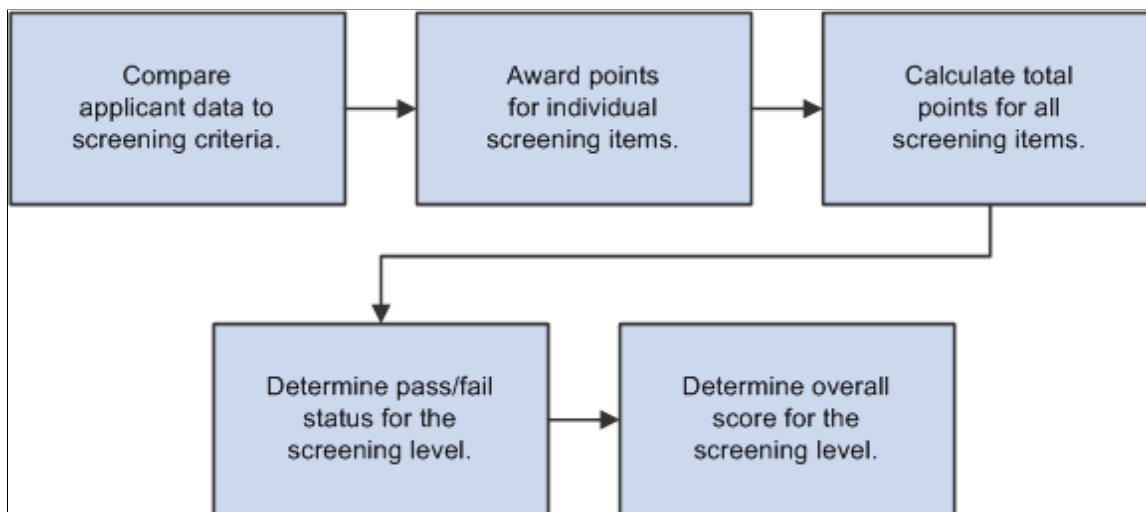 Compare
applicant data to
screening criteria.
Award points
for individual
screening items.
Calculate total
points for all
screening items.
Determine pass/fail
status for the
screening level.
Determine overall
score for the
screening level.